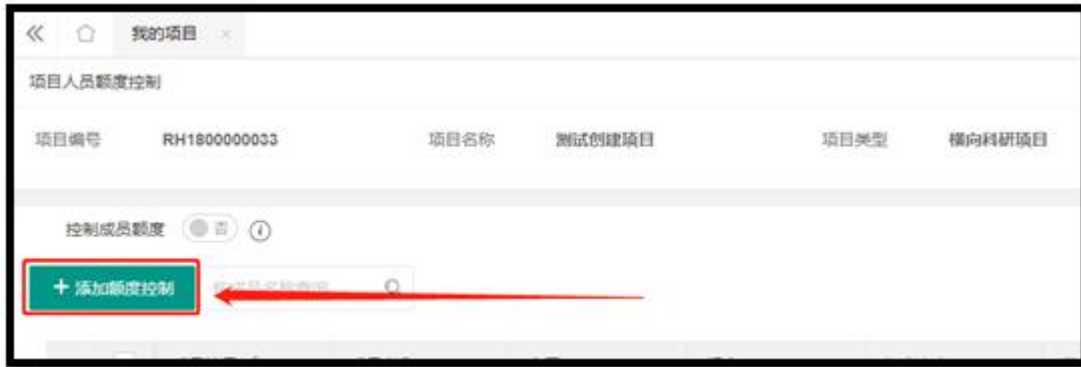 我的项目
项目人员额度控制
项目编号 RH1800000033 项目名称 测试创建项目 项目类型 横向科研项目
控制成员额度 否
+ 添加额度控制